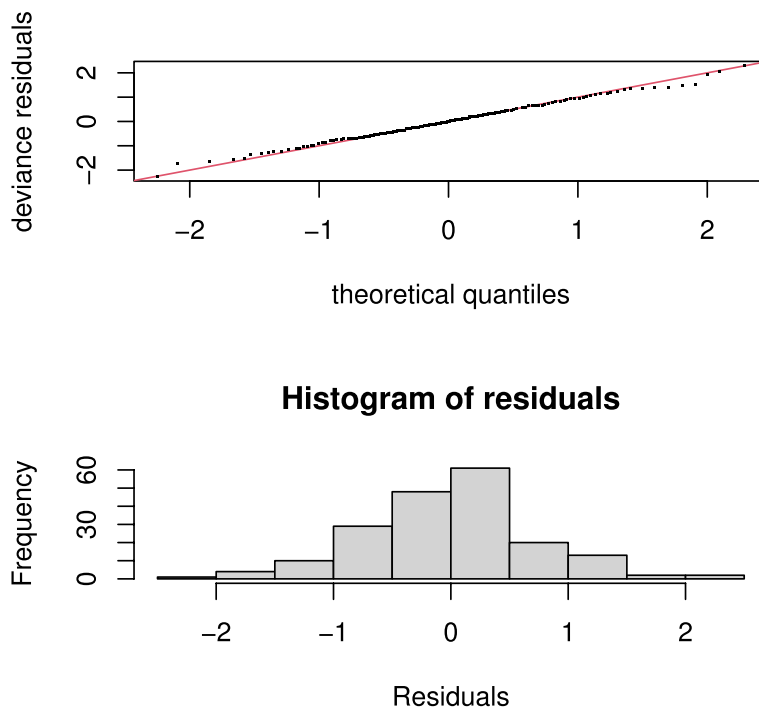 deviance residuals
2
0
−2
−2 −1 0 1 2
theoretical quantiles
Histogram of residuals
Frequency
60
30
0
−2 −1 0 1 2
Residuals